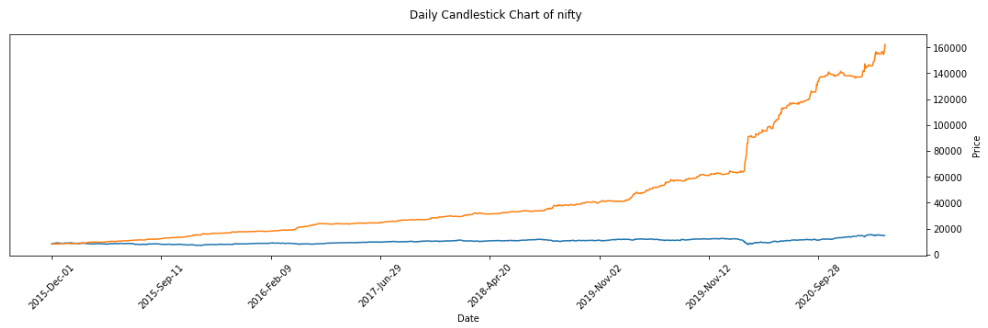 Daily Candlestick Chart of nifty
160000
140000
120000
100000
80000
60000
40000
20000
0
Price
2015-Dec-01
2015-Sep-11
2016-Feb-09
2017-Jun-29
2018-Apr-20
2019-Nov-02
2019-Nov-12
2020-Sep-28
Date